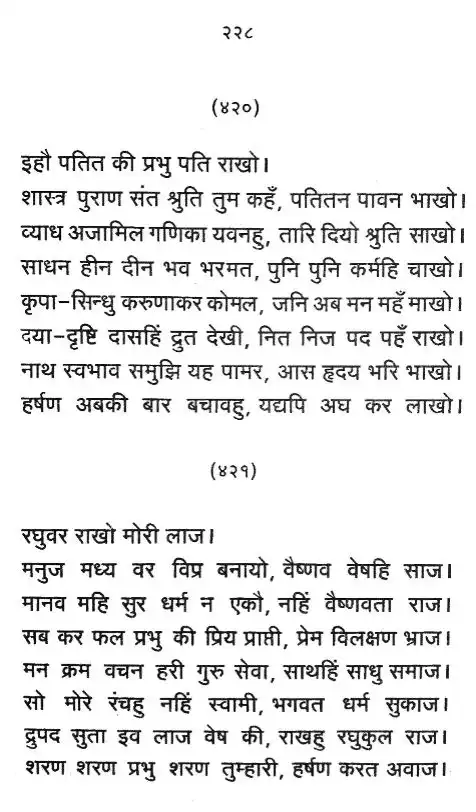 २२८
(४२०)
इहौ पतित की प्रभु पति राखो।
शास्त्र पुराण संत श्रुति तुम कहँ, पतितन पावन भाखो।
व्याध अजामिल गणिका यवनहु, तारि दियो श्रुति साखो।
साधन हीन दीन भव भरमत, पुनि पुनि कर्महि चाखो।
कृपा-सिन्धु करुणाकर कोमल, जनि अब मन महँ माखो।
दया-दृष्टि दासहिं द्रुत देखी, नित निज पद पहँ राखो।
नाथ स्वभाव समुझि यह पामर, आस हृदय भरि भाखो।
हर्षण अबकी बार बचावहु, यद्यपि अघ कर लाखो।
(४२१)
रघुवर राखो मोरी लाज।
मनुज मध्य वर विप्र बनायो, वैष्णव वेषहि साज।
मानव महि सुर धर्म न एकौ, नहिं वैष्णवता राज।
सब कर फल प्रभु की प्रिय प्राप्ती, प्रेम विलक्षण भ्राज।
मन क्रम वचन हरी गुरु सेवा, साथहिं साधु समाज।
सो मोरे रंचहु नहिं स्वामी, भगवत धर्म सुकाज।
द्रुपद सुता इव लाज वेष की, राखहु रघुकुल राज।
शरण शरण प्रभु शरण तुम्हारी, हर्षण करत अवाज।